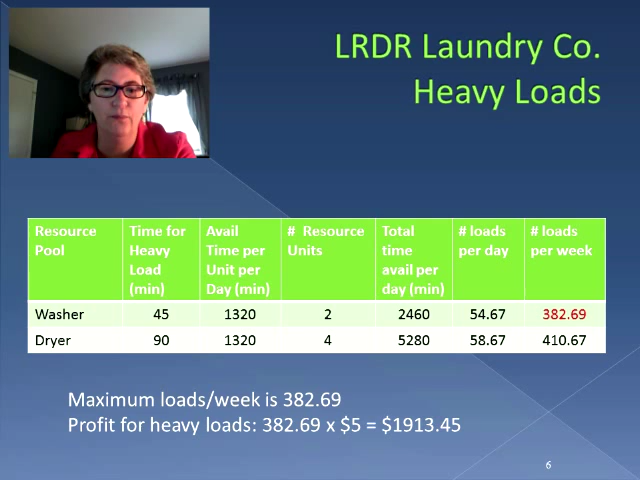 LRDR Laundry Co.
Heavy Loads
Resource Pool | Time for Heavy Load (min) | Avail Time per Unit per Day (min) | # Resource Units | Total time avail per day (min) | # loads per day | # loads per week
Washer 45 1320 2 2460 54.67 382.69
Dryer 90 1320 4 5280 58.67 410.67
Maximum loads/week is 382.69
Profit for heavy loads: 382.69 x $5 = $1913.45
6